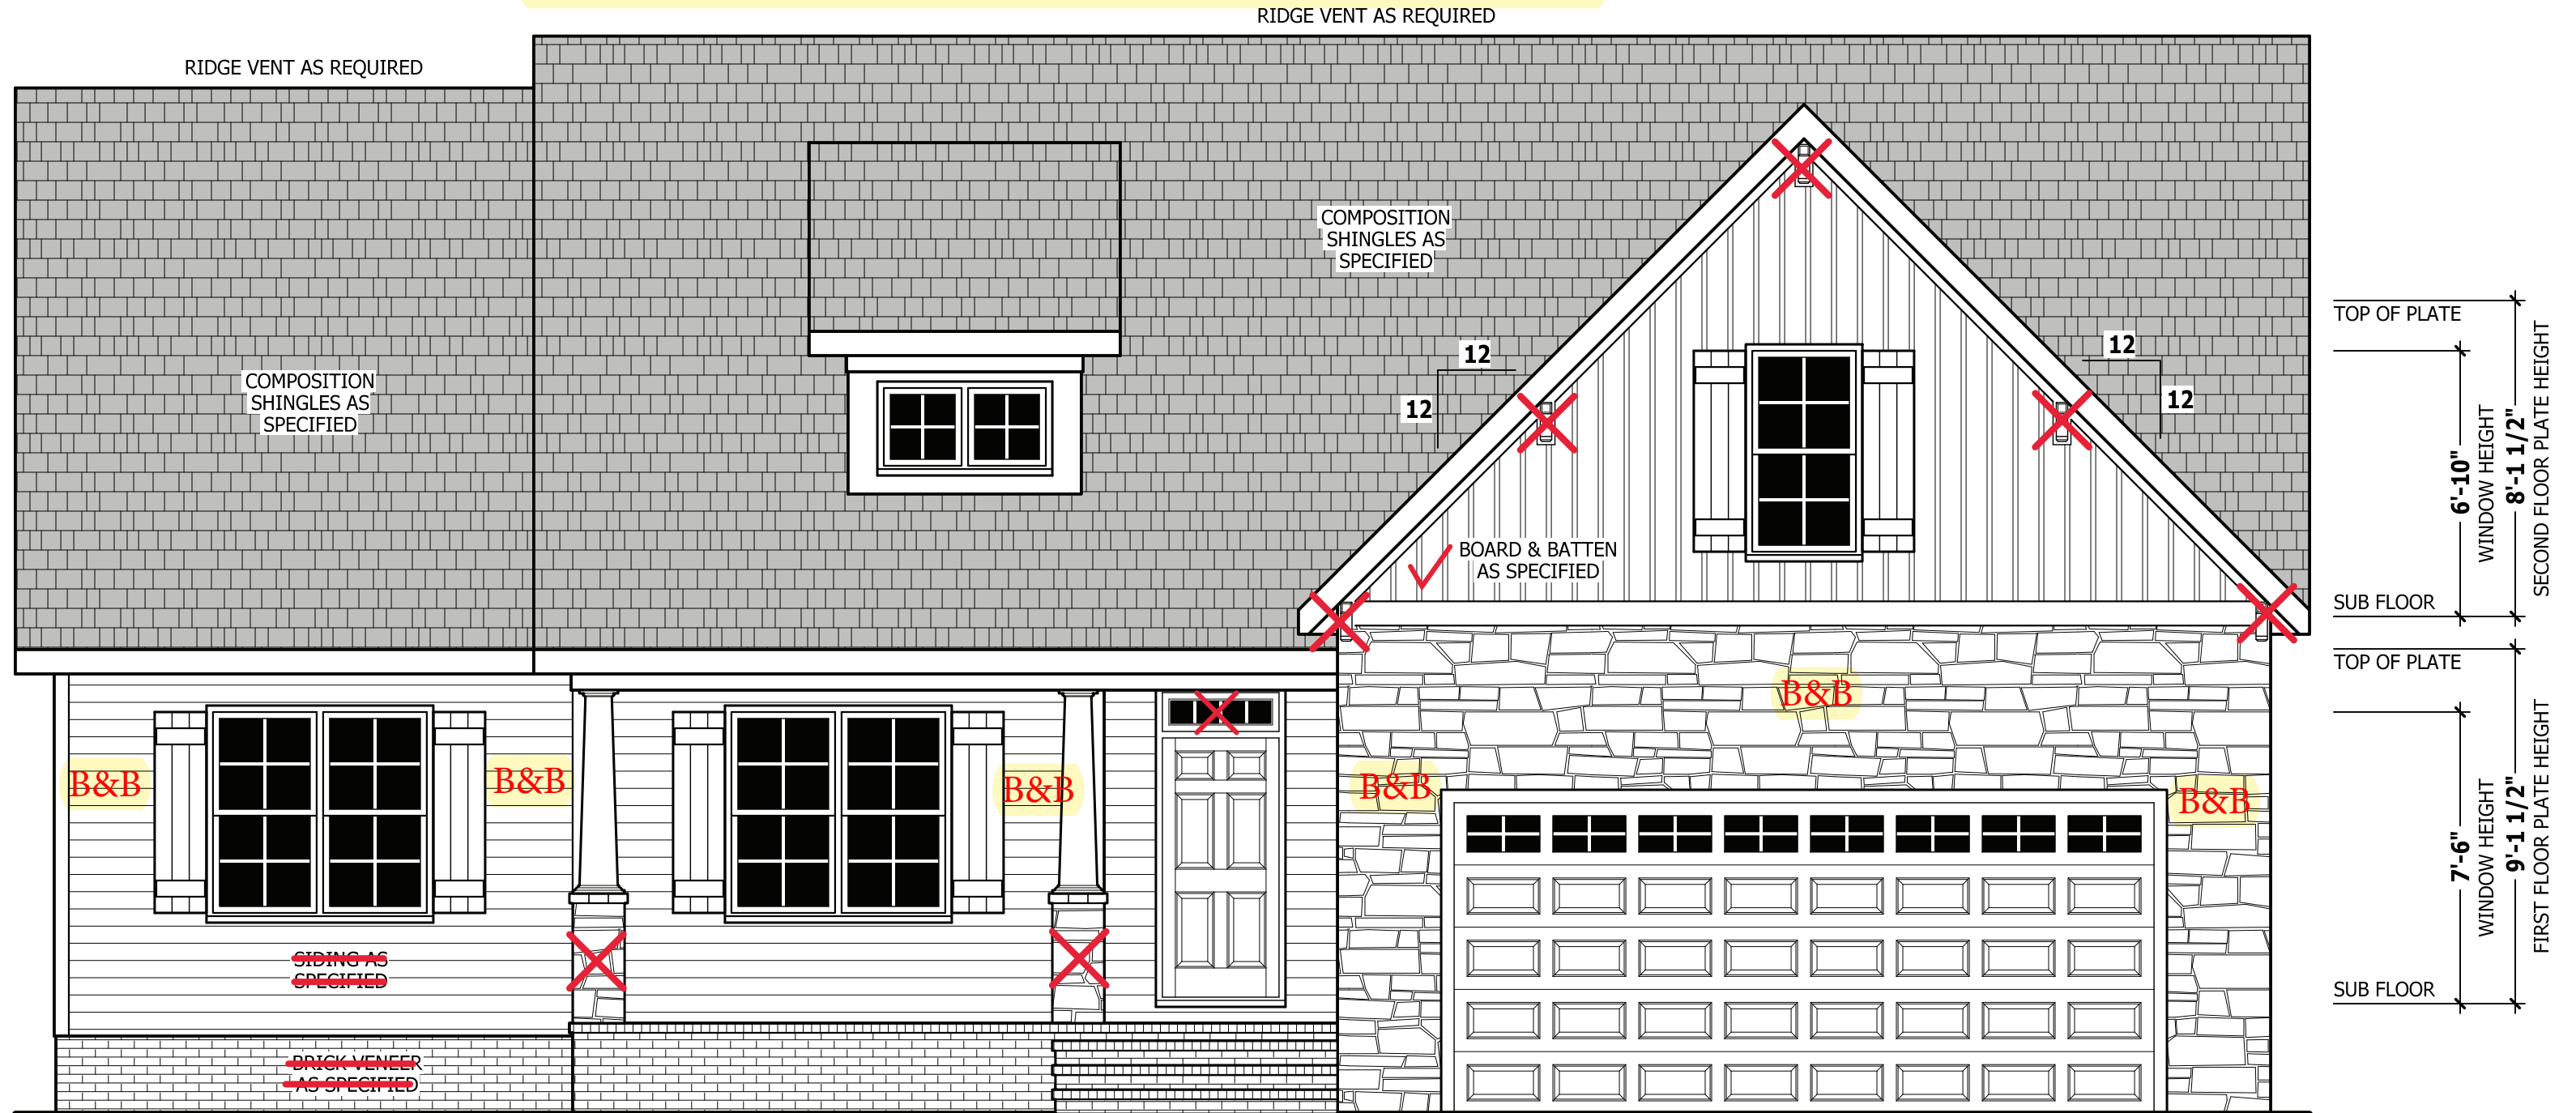 RIDGE VENT AS REQUIRED
RIDGE VENT AS REQUIRED
COMPOSITION
SHINGLES AS
SPECIFIED
COMPOSITION
SHINGLES AS
SPECIFIED
12
12
12
12
BOARD & BATTEN
AS SPECIFIED
TOP OF PLATE
6'-10"
WINDOW HEIGHT
8'-1 1/2"
SECOND FLOOR PLATE HEIGHT
SUB FLOOR
TOP OF PLATE
7'-6"
WINDOW HEIGHT
9'-1 1/2"
FIRST FLOOR PLATE HEIGHT
SUB FLOOR
B&B
B&B
B&B
B&B
B&B
B&B
SIDING AS
SPECIFIED
BRICK VENEER
AS SPECIFIED